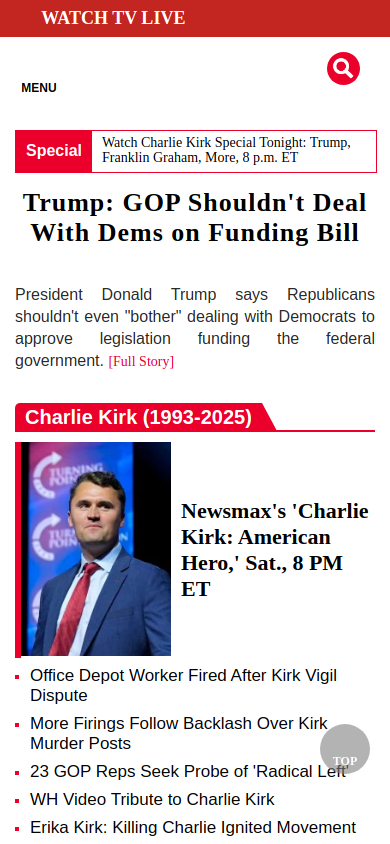 WATCH TV LIVE
MENU
Special
Watch Charlie Kirk Special Tonight: Trump,
Franklin Graham, More, 8 p.m. ET
Trump: GOP Shouldn't Deal
With Dems on Funding Bill
President Donald Trump says Republicans
shouldn't even "bother" dealing with Democrats to
approve legislation funding the federal
government. [Full Story]
Charlie Kirk (1993-2025)
TURNING
POINT
Newsmax's 'Charlie
Kirk: American
Hero,' Sat., 8 PM
ET
Office Depot Worker Fired After Kirk Vigil
Dispute
More Firings Follow Backlash Over Kirk
Murder Posts
TOP
23 GOP Reps Seek Probe of 'Radical Left'
WH Video Tribute to Charlie Kirk
Erika Kirk: Killing Charlie Ignited Movement